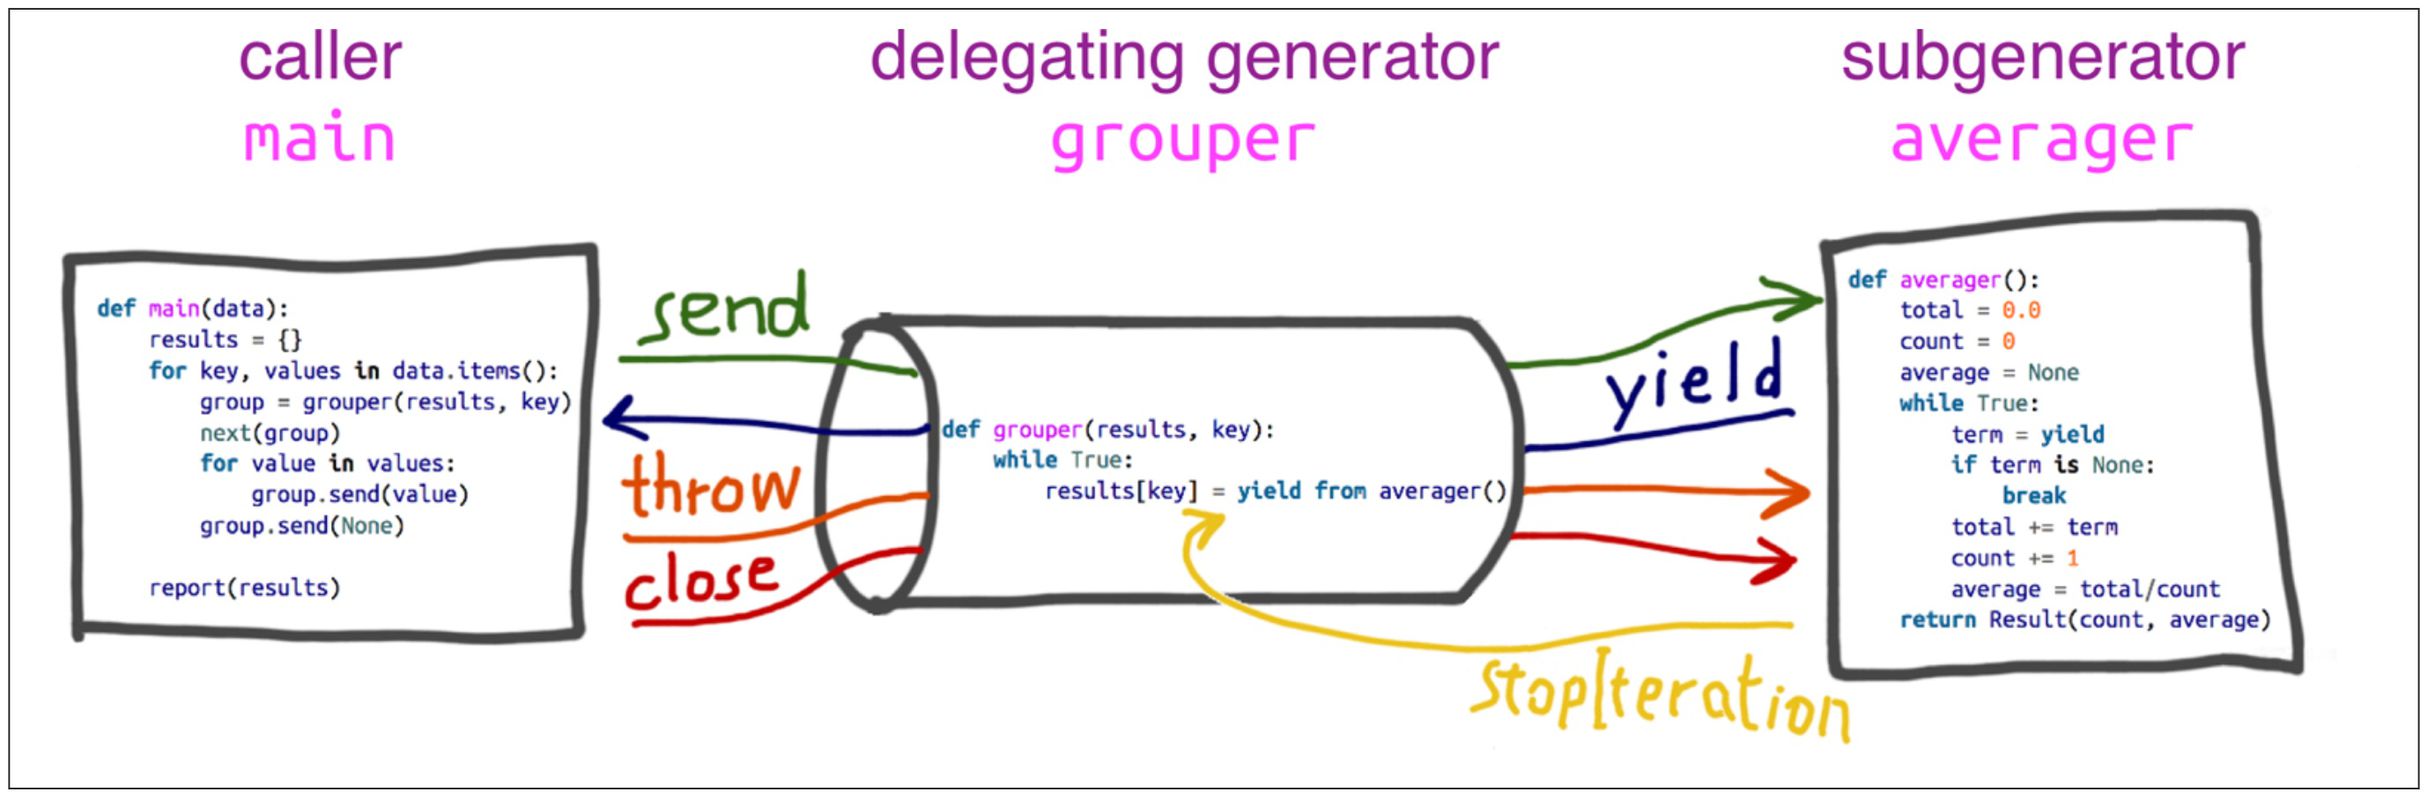 caller
main
delegating generator
grouper
subgenerator
averager
def main(data):
    results = {}
    for key, values in data.items():
        group = grouper(results, key)
        next(group)
        for value in values:
            group.send(value)
        group.send(None)
    report(results)
send
throw
close
def grouper(results, key):
    while True:
        results[key] = yield from averager()
yield
stopIteration
def averager():
    total = 0.0
    count = 0
    average = None
    while True:
        term = yield
        if term is None:
            break
        total += term
        count += 1
        average = total/count
    return Result(count, average)